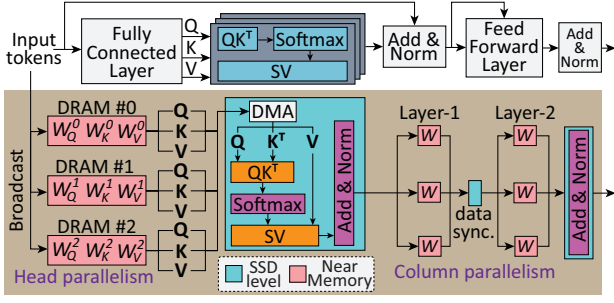 Input
tokens
Fully
Connected
Layer
Q
K
V
QKᵀ
Softmax
SV
Add &
Norm
Feed
Forward
Layer
Add
& Norm
Broadcast
DRAM #0
W_Q^0 W_K^0 W_V^0
Q
K
V
DRAM #1
W_Q^1 W_K^1 W_V^1
Q
K
V
DRAM #2
W_Q^2 W_K^2 W_V^2
Q
K
V
Head parallelism
DMA
Q Kᵀ V
QKᵀ
Softmax
SV
Add & Norm
SSD
level
Near
Memory
Layer-1
W
W
W
data
sync.
Layer-2
W
W
W
Add & Norm
Column parallelism